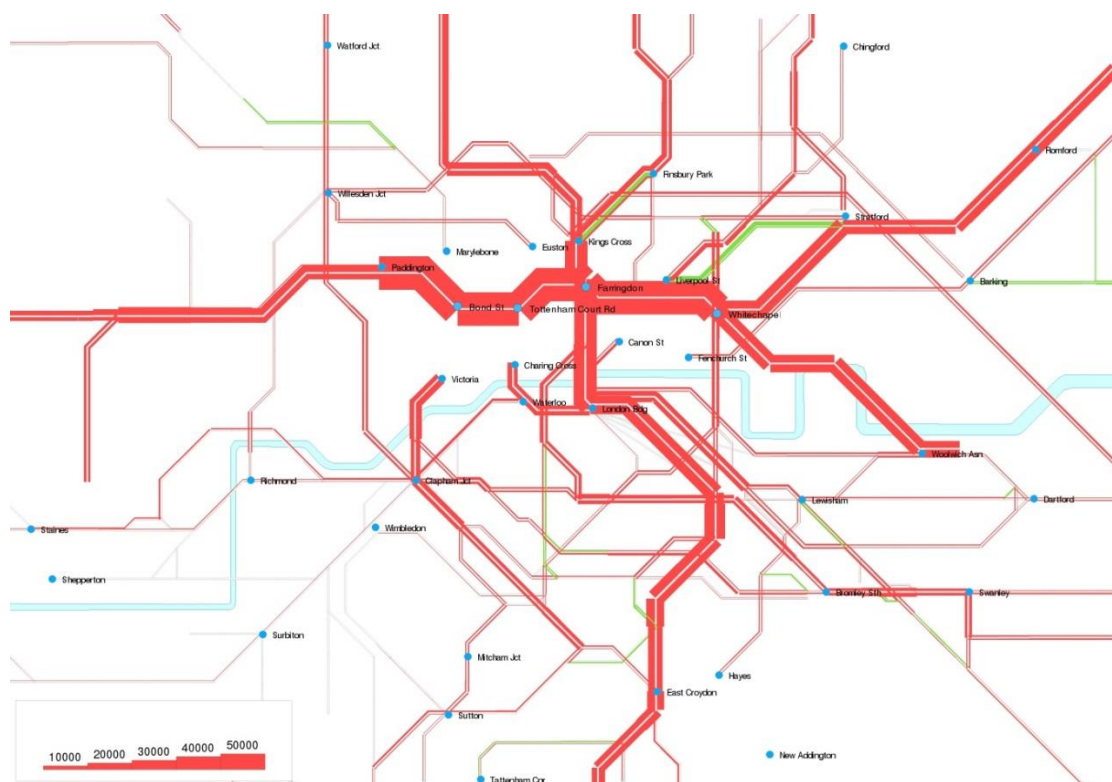 Watford Jct
Chingford
Romford
Finsbury Park
Willesden Jct
Stratford
Marylebone
Euston
Kings Cross
Paddington
Liverpool St
Barking
Farringdon
Bond St
Tottenham Court Rd
Whitechapel
Canon St
Fenchurch St
Charing Cross
Victoria
Waterloo
London Bdg
Woolwich Asn
Richmond
Clapham Jct
Lewisham
Dartford
Staines
Wimbledon
Shepperton
Bromley Sth
Swanley
Surbiton
Mitcham Jct
Hayes
East Croydon
Sutton
New Addington
Tattenham Cor
10000 20000 30000 40000 50000